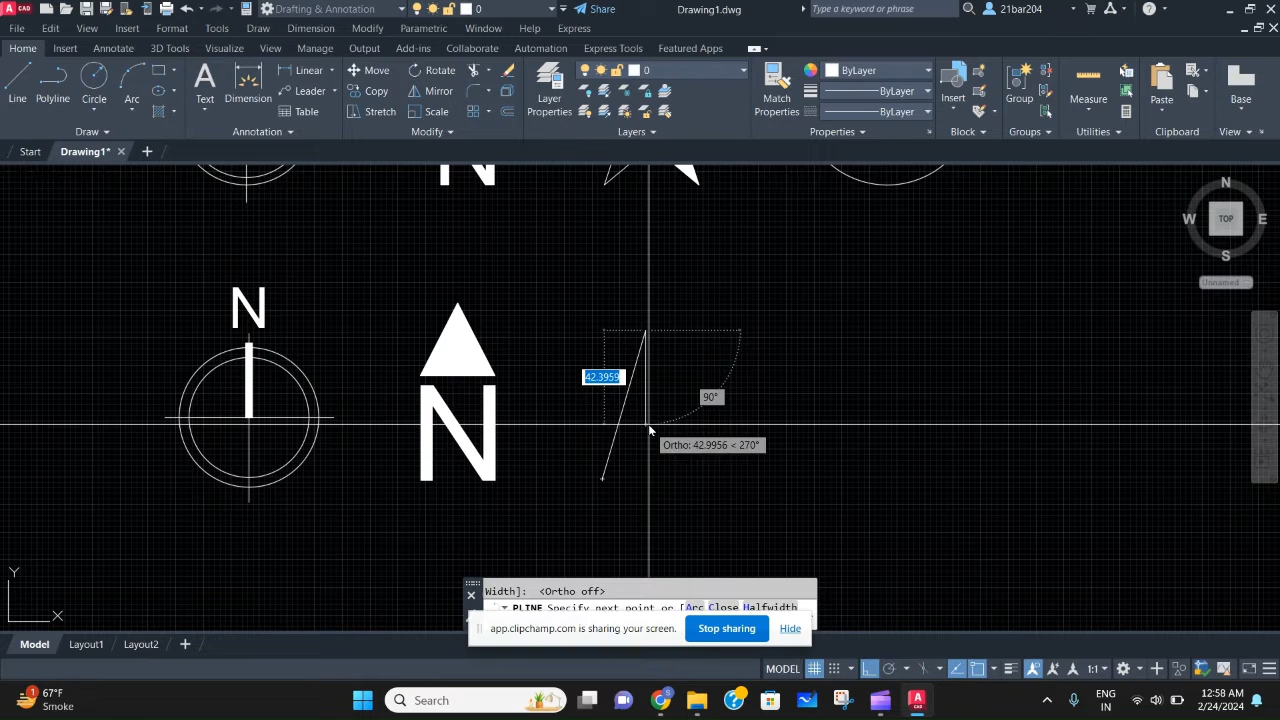 CAD
Drafting & Annotation
0
Share
Drawing1.dwg
Type a keyword or phrase
21bar204
File Edit View Insert Format Tools Draw Dimension Modify Parametric Window Help Express
Home Insert Annotate 3D Tools Visualize View Manage Output Add-ins Collaborate Automation Express Tools Featured Apps
Line Polyline Circle Arc
Draw
A
Text Dimension
Linear
Leader
Table
Annotation
Move Rotate
Copy Mirror
Stretch Scale
Modify
Layer Properties
0
Layers
Match Properties
ByLayer
ByLayer
ByLayer
Properties
Insert
Block
Group
Groups
Measure
Utilities
Paste
Clipboard
Base
View
Start Drawing1*
N
W TOP E
S
Unnamed
N
N
42.3959
90°
Ortho: 42.9956 < 270°
Y
X
Width]: <Ortho off>
PLINE Specify next point or [Arc Close Halfwidth
app.clipchamp.com is sharing your screen. Stop sharing Hide
Model Layout1 Layout2
MODEL 1:1
1 67°F
Smoke
Search
12:58 AM
2/24/2024